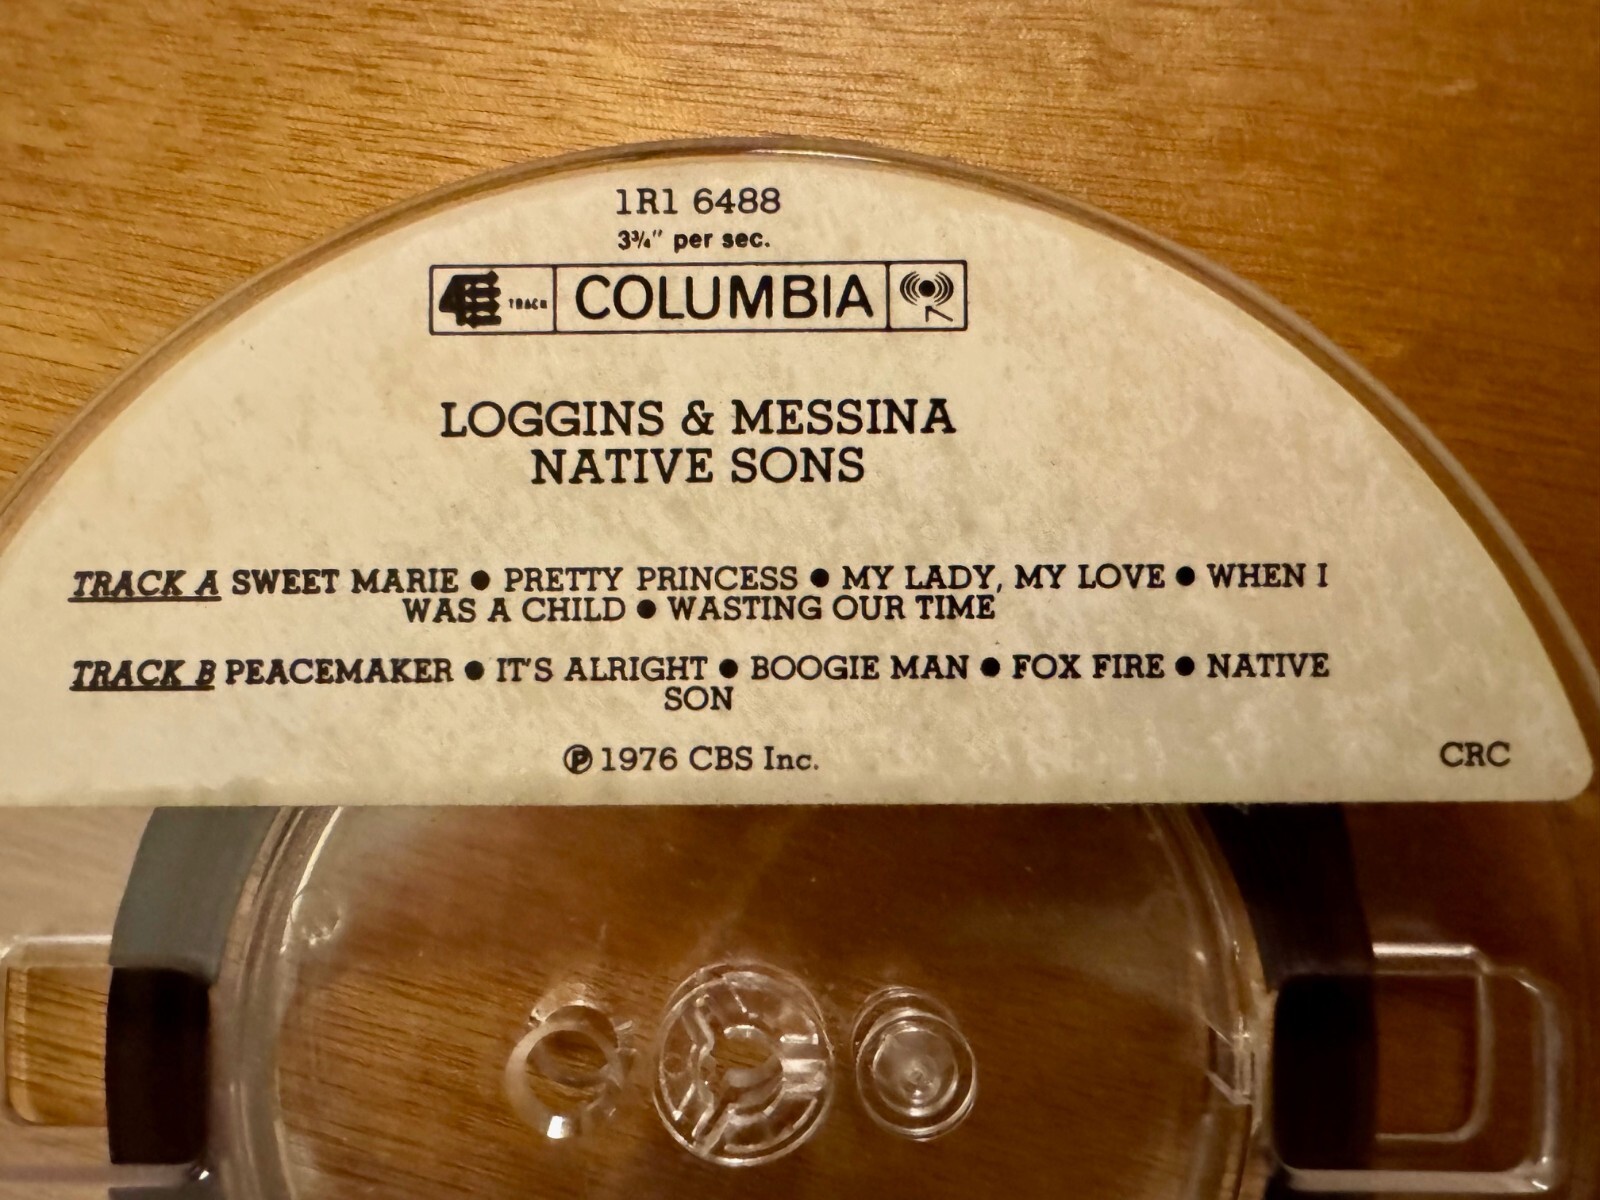 1R1 6488
3¾" per sec.
4 TRACK COLUMBIA
LOGGINS & MESSINA
NATIVE SONS
TRACK A SWEET MARIE ● PRETTY PRINCESS ● MY LADY, MY LOVE ● WHEN I
WAS A CHILD ● WASTING OUR TIME
TRACK B PEACEMAKER ● IT'S ALRIGHT ● BOOGIE MAN ● FOX FIRE ● NATIVE
SON
℗ 1976 CBS Inc.
CRC